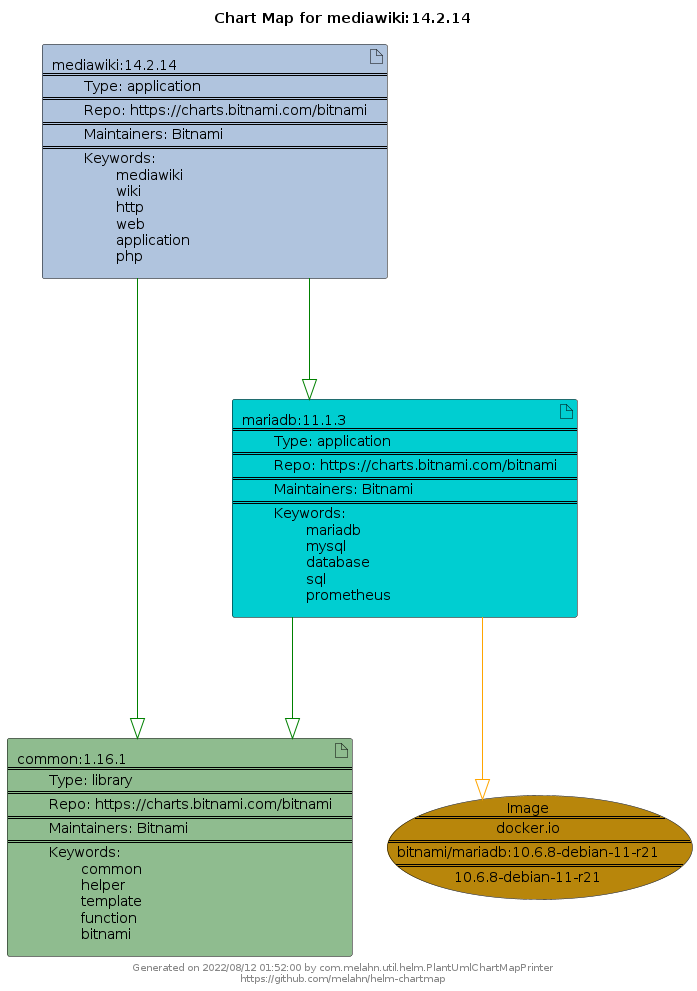 Chart Map for mediawiki:14.2.14
mediawiki:14.2.14
Type: application
Repo: https://charts.bitnami.com/bitnami
Maintainers: Bitnami
Keywords:
mediawiki
wiki
http
web
application
php
mariadb:11.1.3
Type: application
Repo: https://charts.bitnami.com/bitnami
Maintainers: Bitnami
Keywords:
mariadb
mysql
database
sql
prometheus
common:1.16.1
Type: library
Repo: https://charts.bitnami.com/bitnami
Maintainers: Bitnami
Keywords:
common
helper
template
function
bitnami
Image
docker.io
bitnami/mariadb:10.6.8-debian-11-r21
10.6.8-debian-11-r21
Generated on 2022/08/12 01:52:00 by com.melahn.util.helm.PlantUmlChartMapPrinter
https://github.com/melahn/helm-chartmap